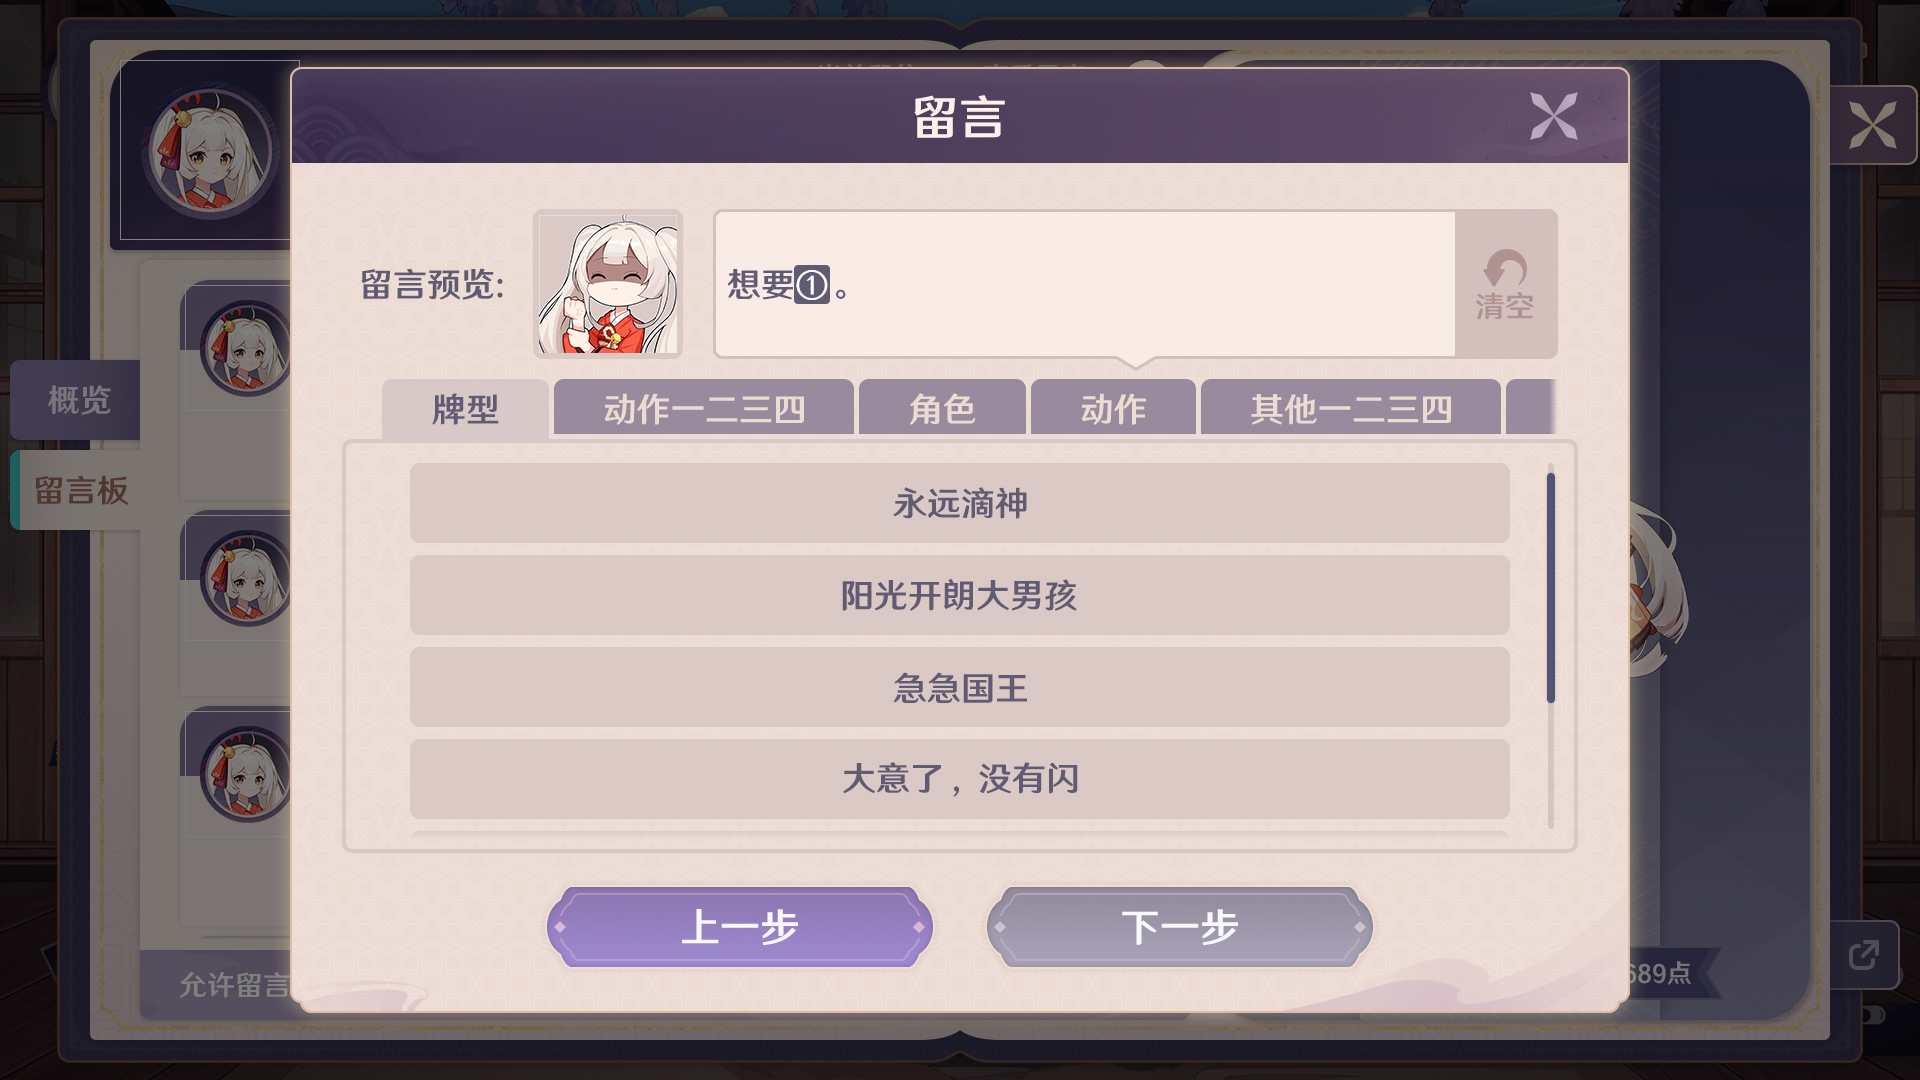 留言
留言预览:
想要①。
清空
概览
留言板
牌型
动作一二三四
角色
动作
其他一二三四
永远滴神
阳光开朗大男孩
急急国王
大意了，没有闪
上一步
下一步
允许留言
689点